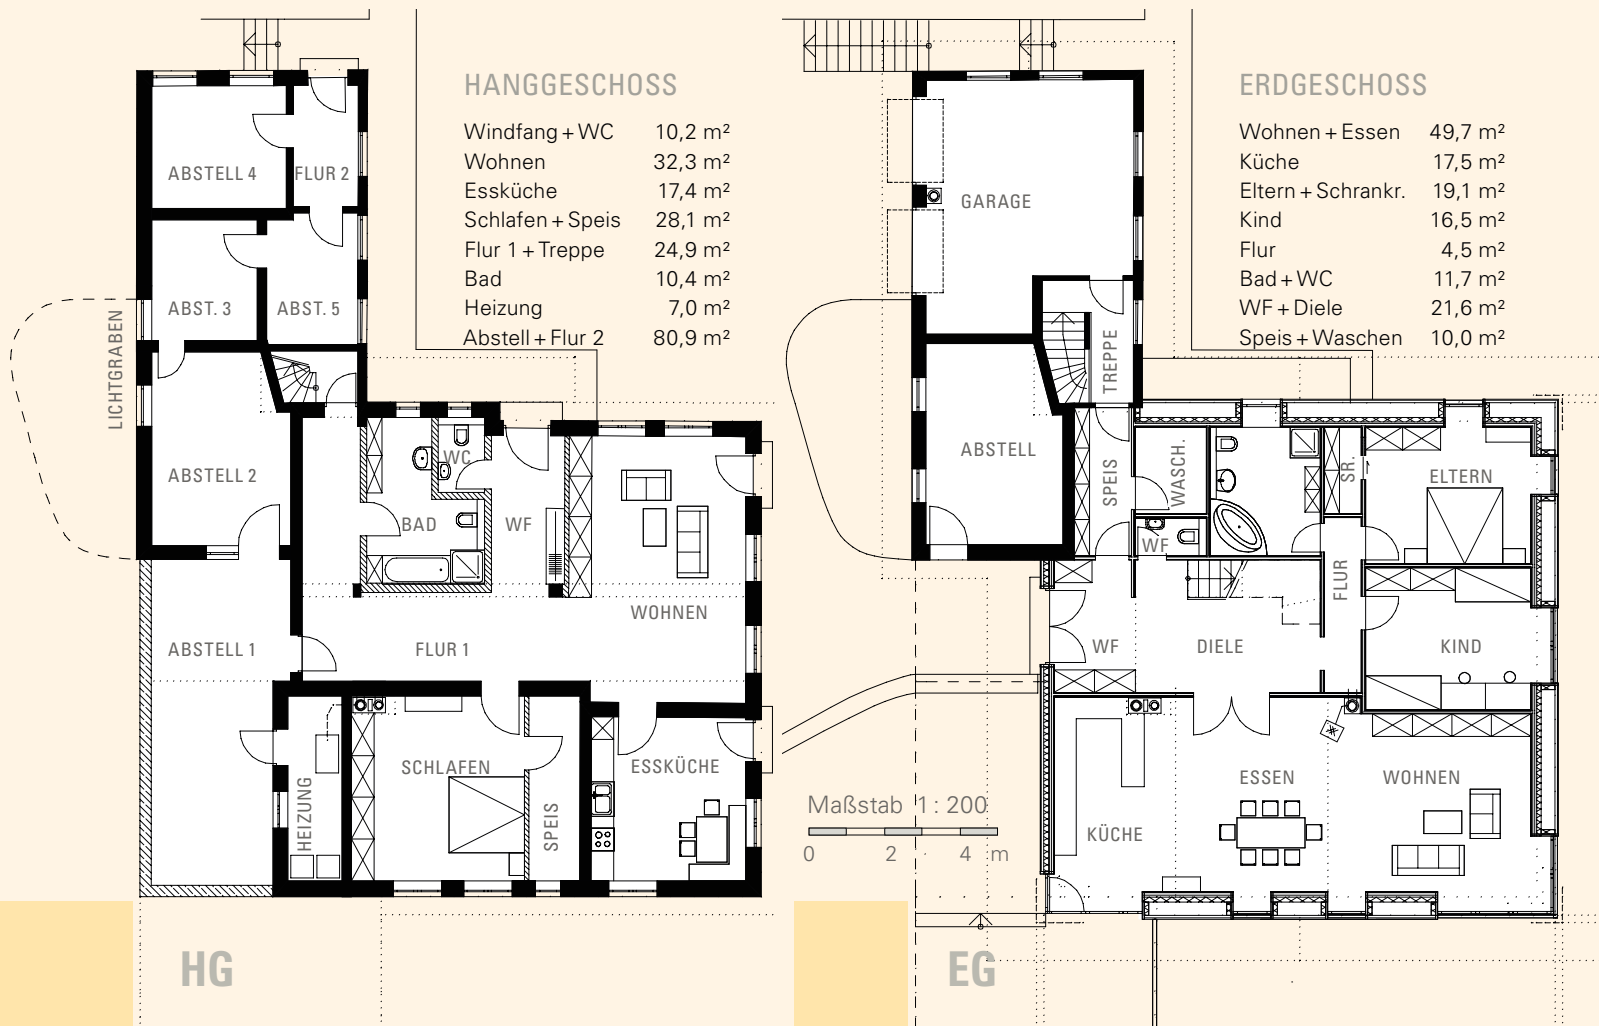 HANGGESCHOSS
Windfang + WC 10,2 m²
Wohnen 32,3 m²
Essküche 17,4 m²
Schlafen + Speis 28,1 m²
Flur 1 + Treppe 24,9 m²
Bad 10,4 m²
Heizung 7,0 m²
Abstell + Flur 2 80,9 m²
ABSTELL 4
FLUR 2
ABST. 3
ABST. 5
LICHTGRABEN
ABSTELL 2
WC
BAD
WF
WOHNEN
ABSTELL 1
FLUR 1
HEIZUNG
SCHLAFEN
SPEIS
ESSKÜCHE
HG
ERDGESCHOSS
Wohnen + Essen 49,7 m²
Küche 17,5 m²
Eltern + Schrankr. 19,1 m²
Kind 16,5 m²
Flur 4,5 m²
Bad + WC 11,7 m²
WF + Diele 21,6 m²
Speis + Waschen 10,0 m²
GARAGE
TREPPE
ABSTELL
SPEIS
WASCH.
SR.
ELTERN
WF
FLUR
WF
DIELE
KIND
ESSEN
WOHNEN
KÜCHE
Maßstab 1 : 200
0 2 4 m
EG